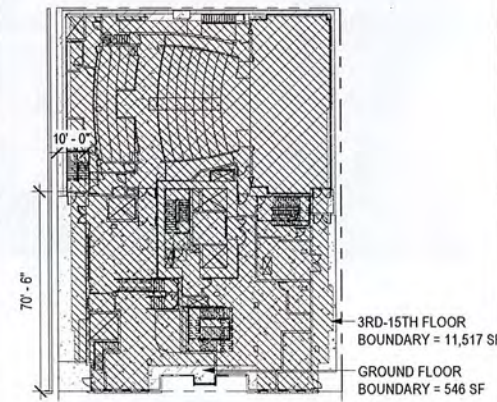 10' - 0"
70' - 6"
3RD-15TH FLOOR
BOUNDARY = 11,517 SF
GROUND FLOOR
BOUNDARY = 546 SF